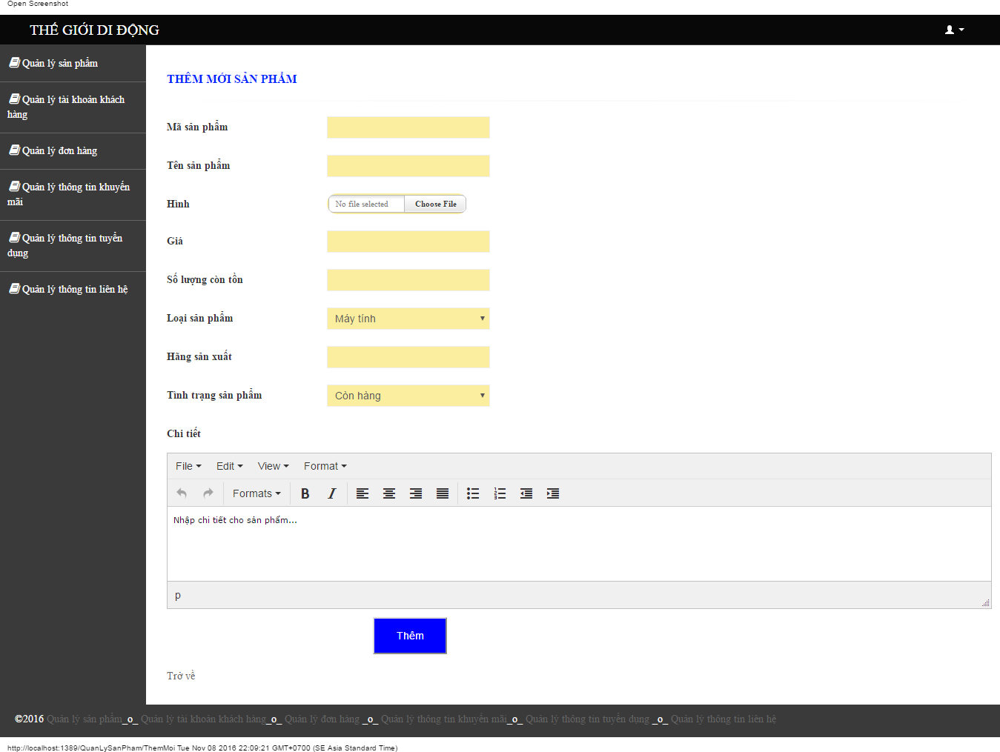 Open Screenshot
THẾ GIỚI DI ĐỘNG
Quản lý sản phẩm
Quản lý tài khoản khách
hàng
Quản lý đơn hàng
Quản lý thông tin khuyến
mãi
Quản lý thông tin tuyển
dụng
Quản lý thông tin liên hệ
THÊM MỚI SẢN PHẨM
Mã sản phẩm
Tên sản phẩm
Hình
No file selected Choose File
Giá
Số lượng còn tồn
Loại sản phẩm
Máy tính
Hãng sản xuất
Tình trạng sản phẩm
Còn hàng
Chi tiết
File Edit View Format
Formats B I
Nhập chi tiết cho sản phẩm...
p
Thêm
Trở về
©2016 Quản lý sản phẩm_o_ Quản lý tài khoản khách hàng_o_ Quản lý đơn hàng _o_ Quản lý thông tin khuyến mãi_o_ Quản lý thông tin tuyển dụng _o_ Quản lý thông tin liên hệ
http://localhost:1389/QuanLySanPham/ThemMoi Tue Nov 08 2016 22:09:21 GMT+0700 (SE Asia Standard Time)